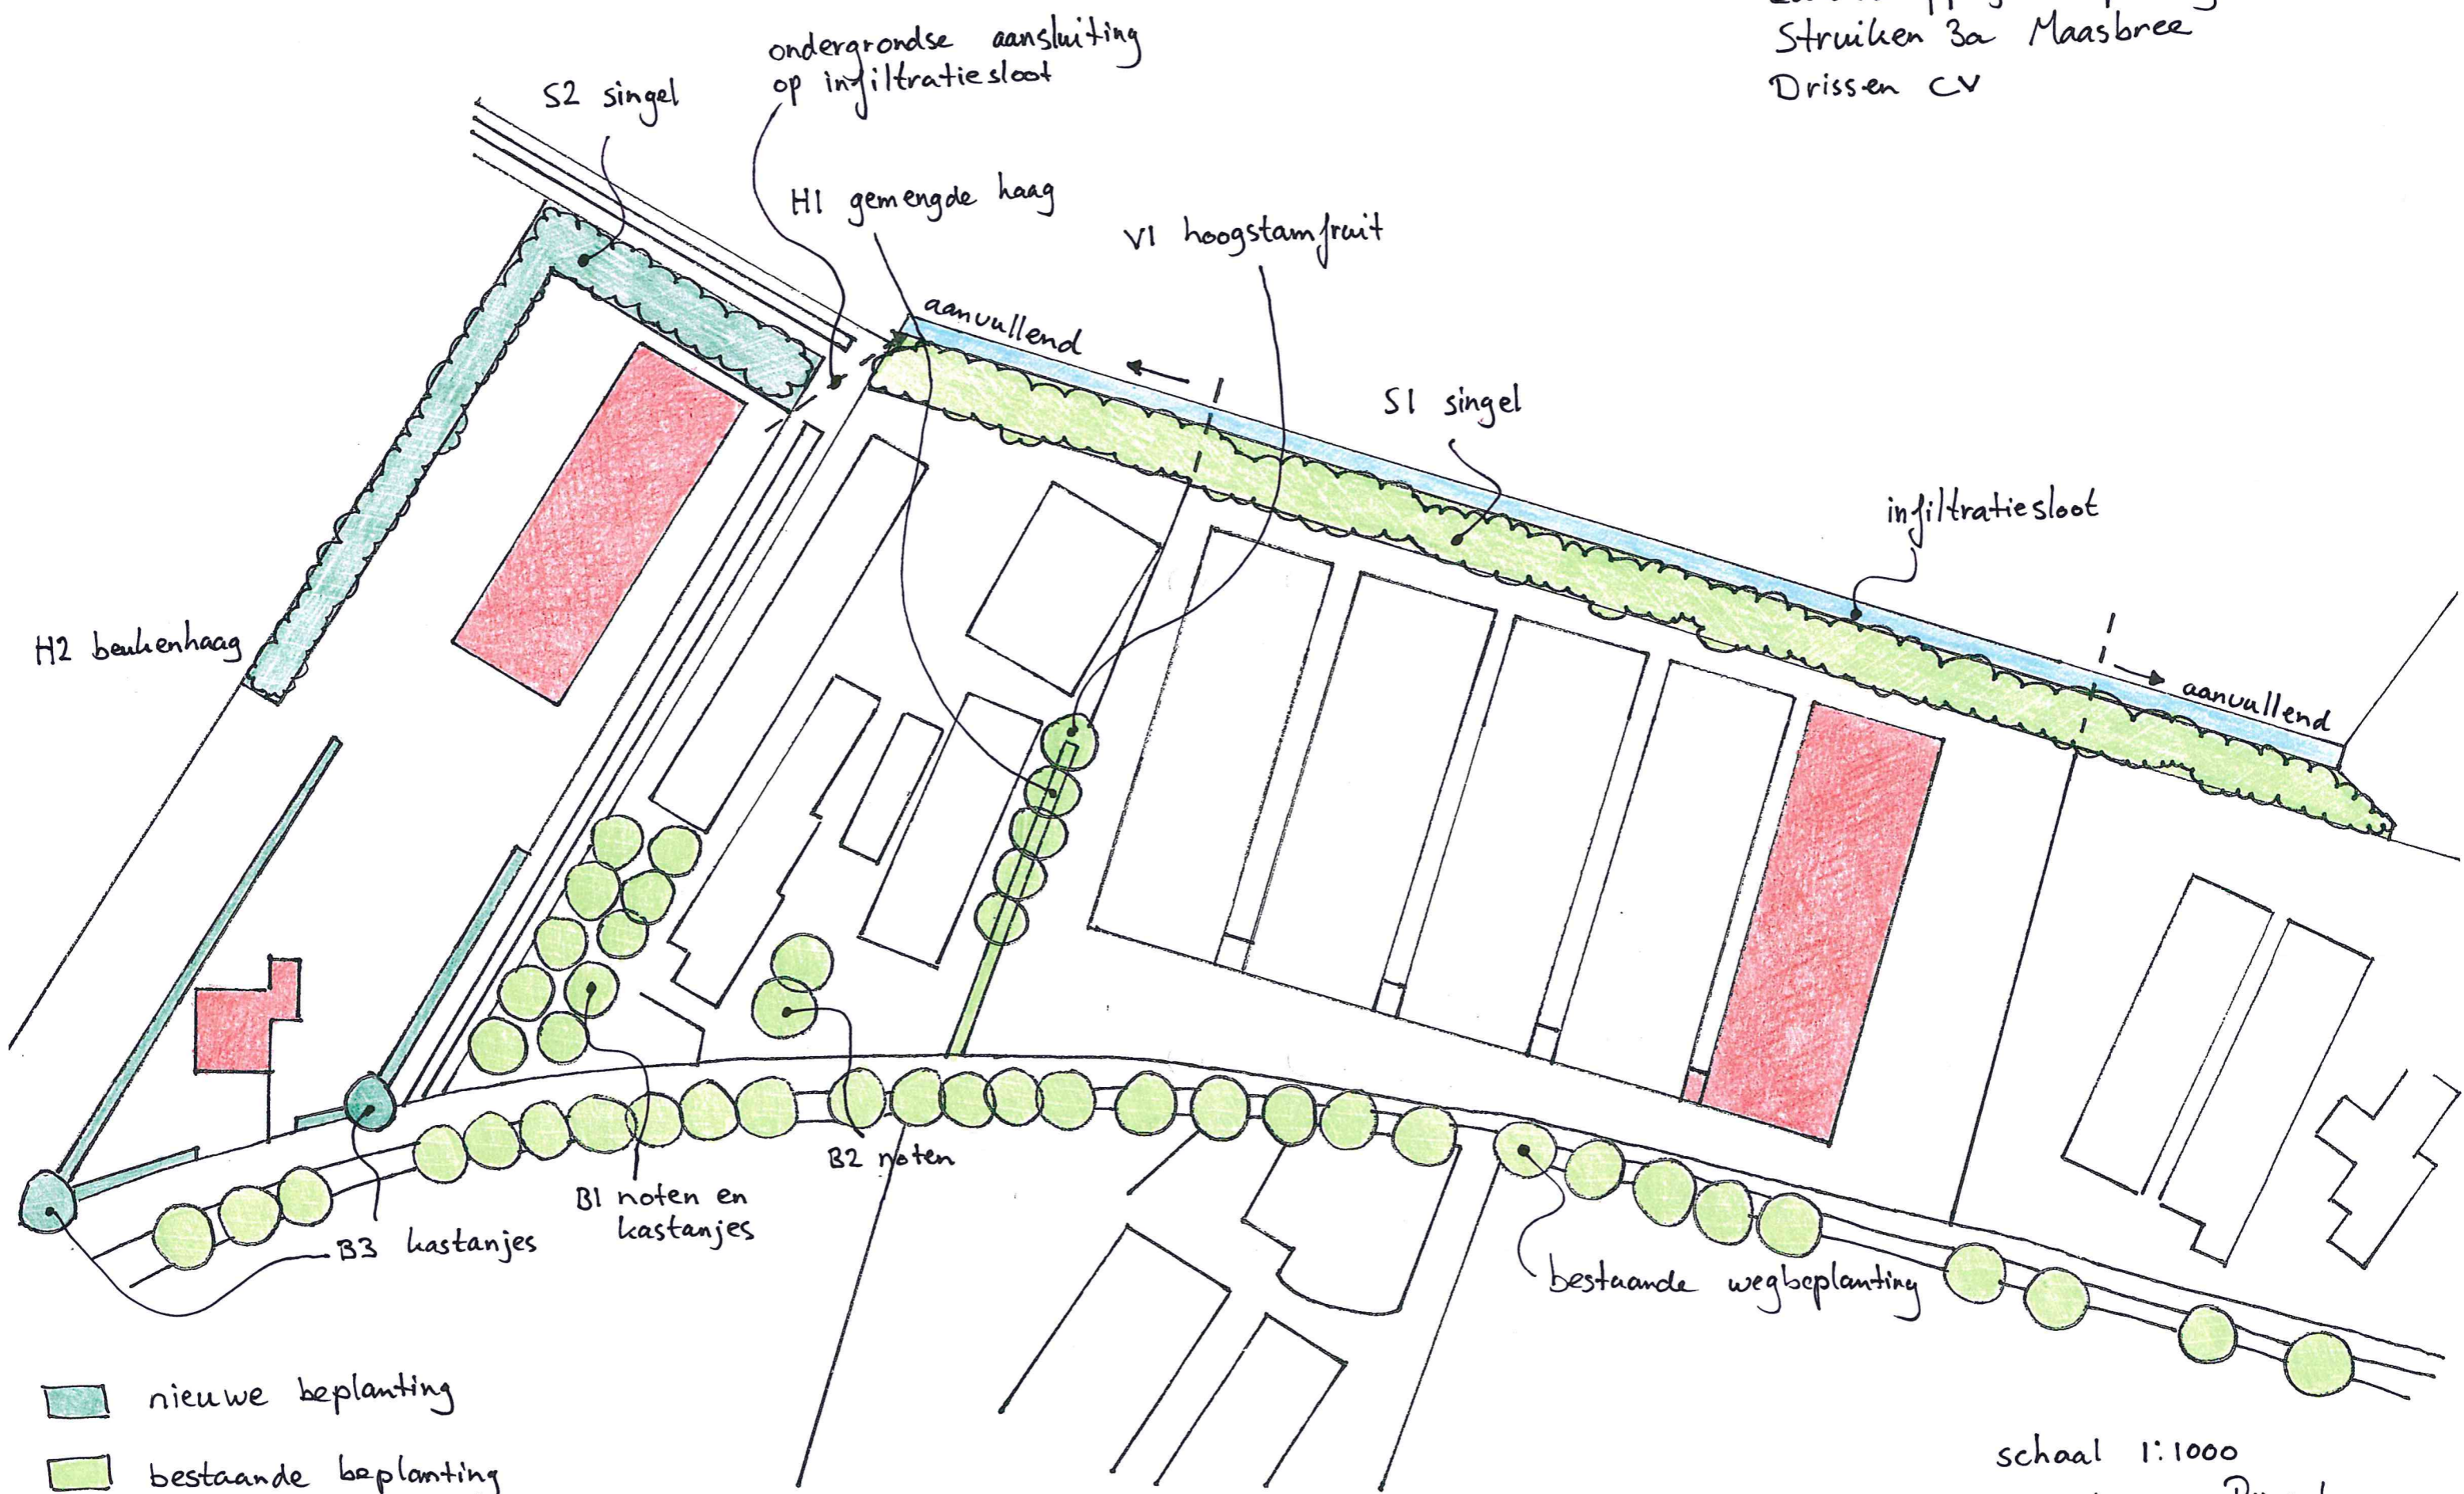 Struiken 3a Maasbree
Drissen CV
ondergrondse aansluiting
op infiltratiesloot
S2 singel
H1 gemengde haag
V1 hoogstamfruit
aanvullend
S1 singel
infiltratiesloot
H2 beukenhaag
aanvullend
B2 noten
B1 noten en
kastanjes
B3 kastanjes
bestaande wegbeplanting
nieuwe beplanting
bestaande beplanting
schaal 1:1000